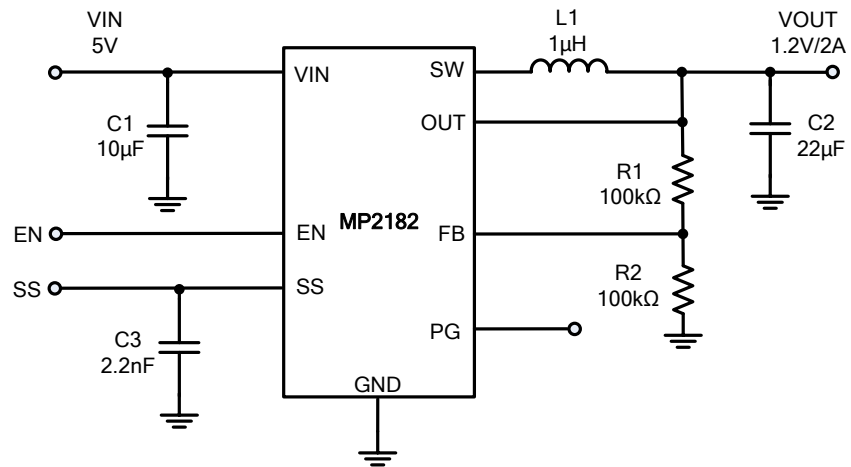 VIN
5V
L1
1µH
VOUT
1.2V/2A
VIN
SW
C1
10µF
OUT
C2
22µF
R1
100kΩ
EN
EN
MP2182
FB
SS
SS
R2
100kΩ
C3
2.2nF
PG
GND